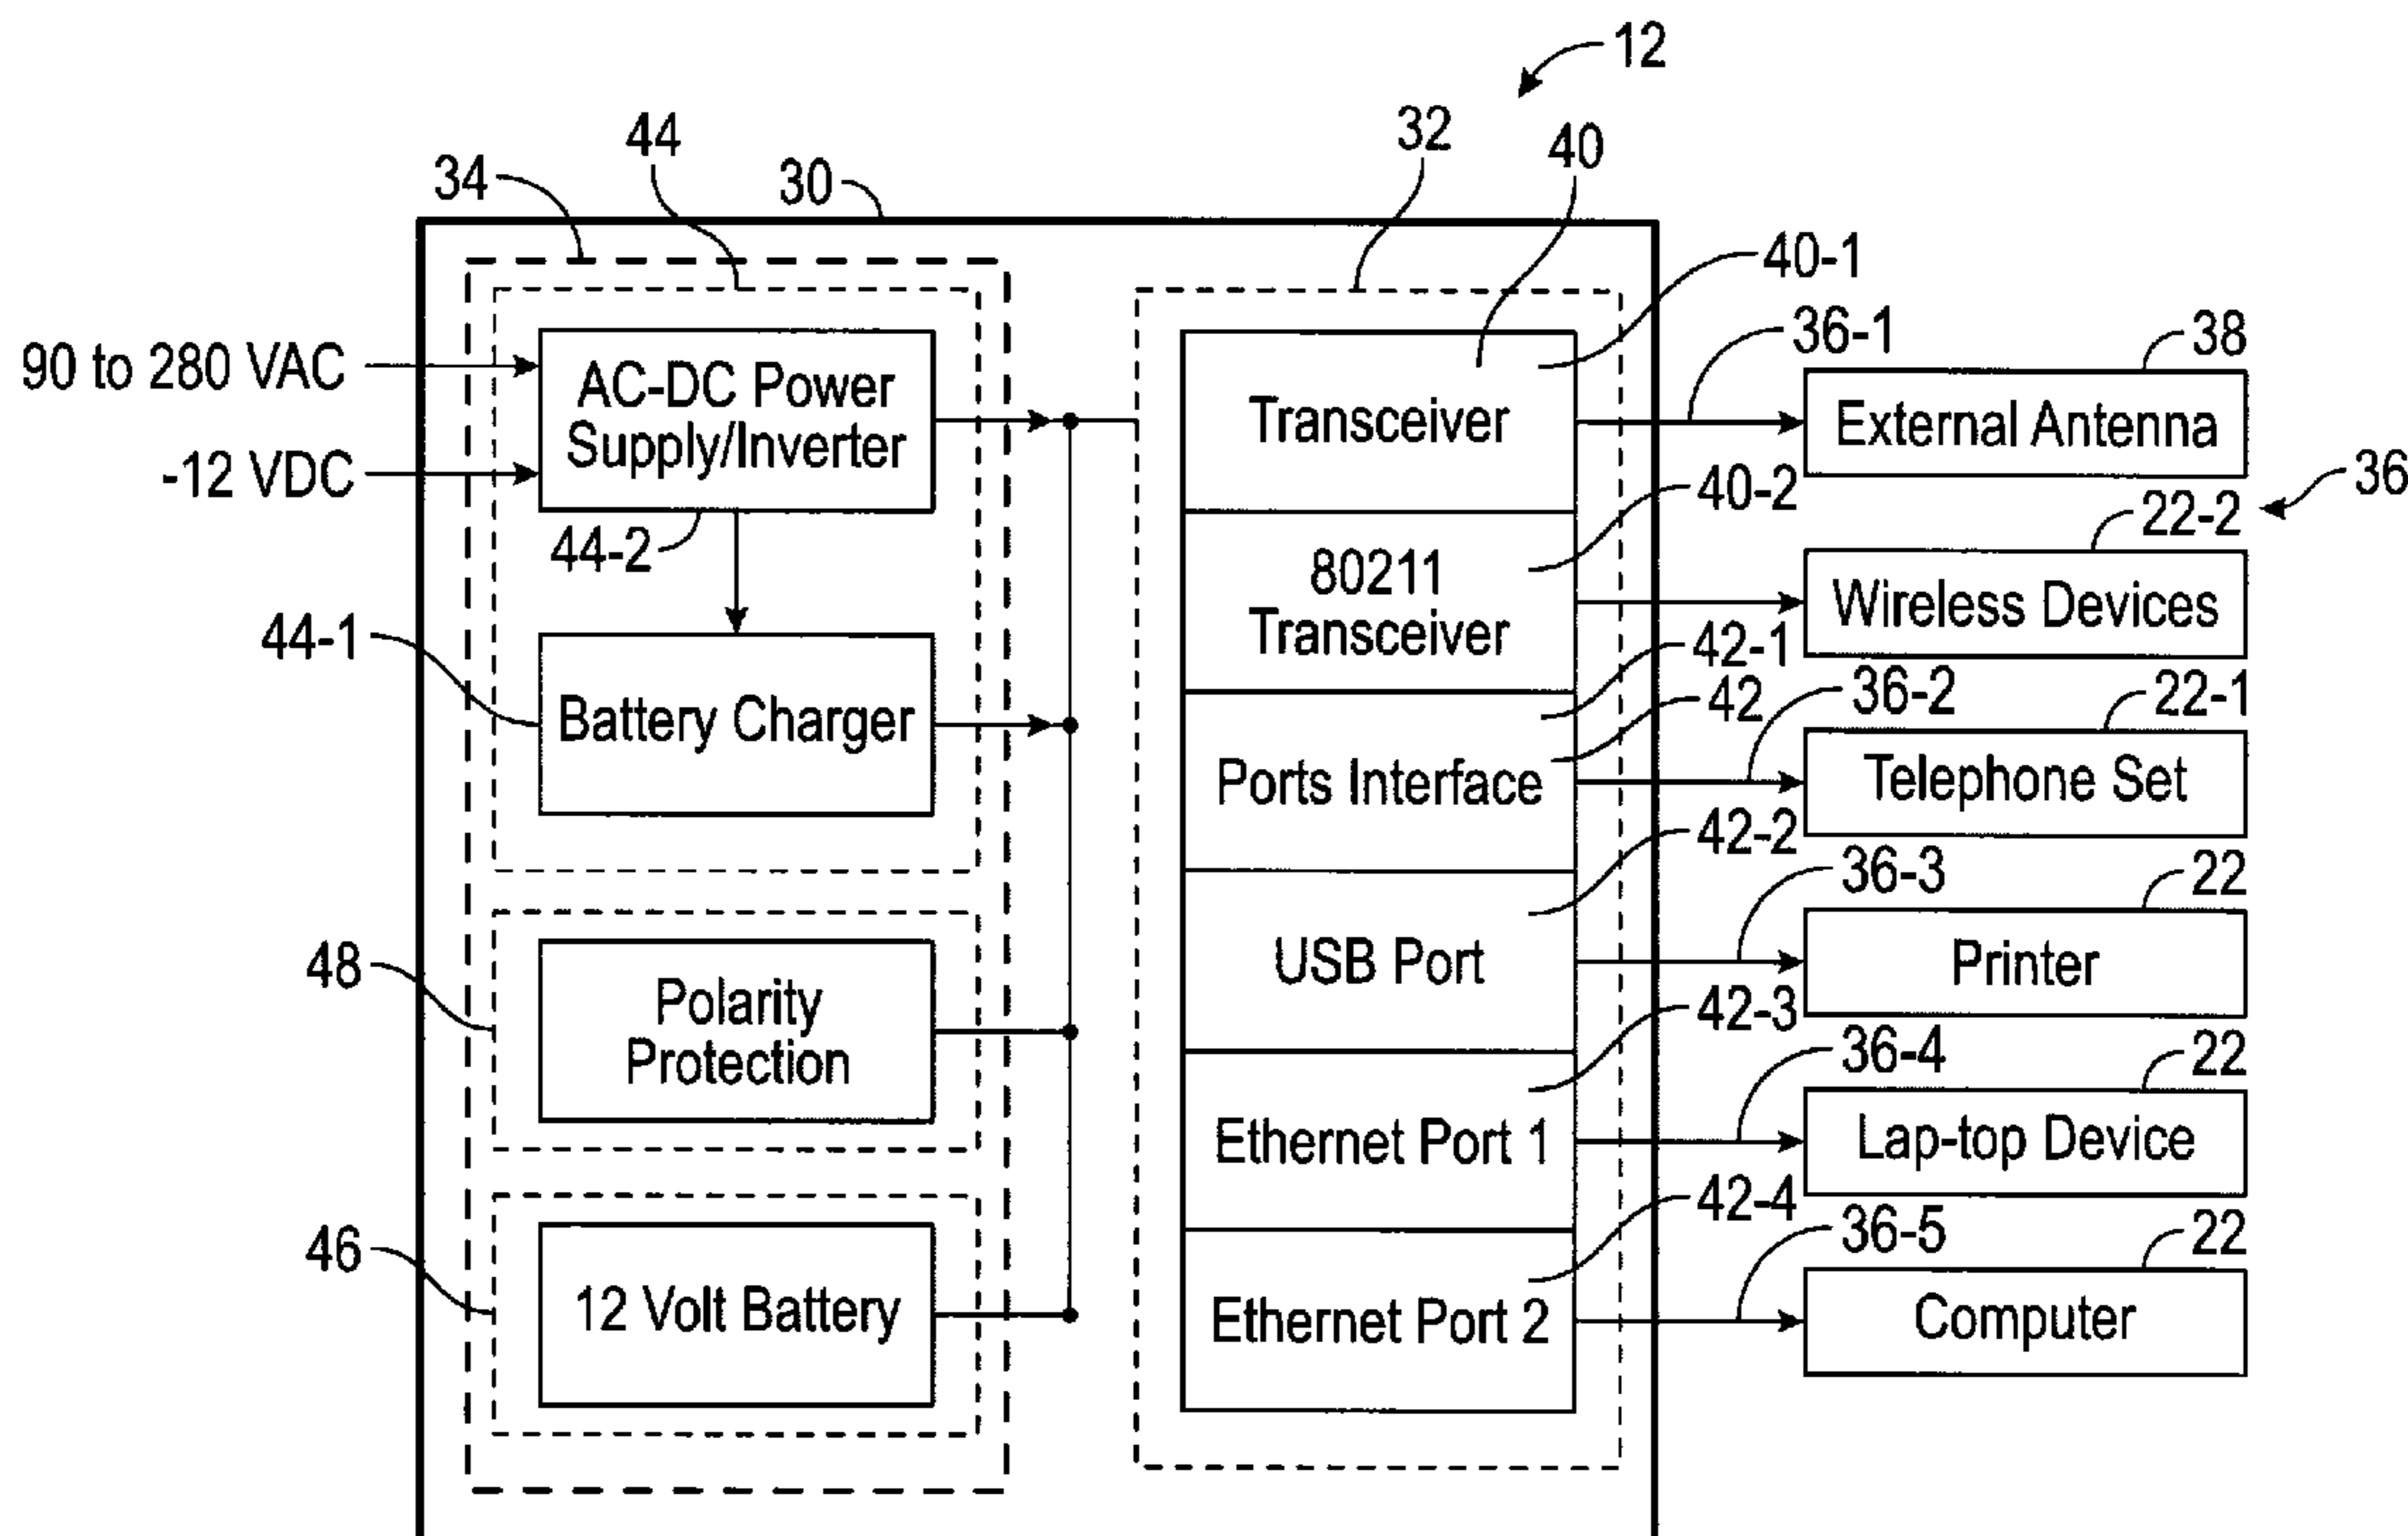 12
32
40
44
30
34
40-1
36-1
38
90 to 280 VAC
AC-DC Power
Supply/Inverter
Transceiver
External Antenna
-12 VDC
40-2
36
22-2
44-2
80211
Transceiver
Wireless Devices
44-1
42-1
42
36-2
22-1
Battery Charger
Ports Interface
Telephone Set
42-2
36-3
22
48
Polarity
Protection
USB Port
Printer
42-3
36-4
22
Ethernet Port 1
Lap-top Device
42-4
36-5
22
46
12 Volt Battery
Ethernet Port 2
Computer